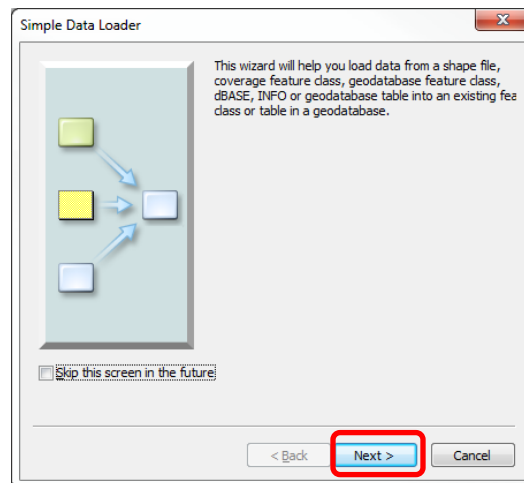 Simple Data Loader
This wizard will help you load data from a shape file,
coverage feature class, geodatabase feature class,
dBASE, INFO or geodatabase table into an existing fea
class or table in a geodatabase.
Skip this screen in the future
< Back
Next >
Cancel